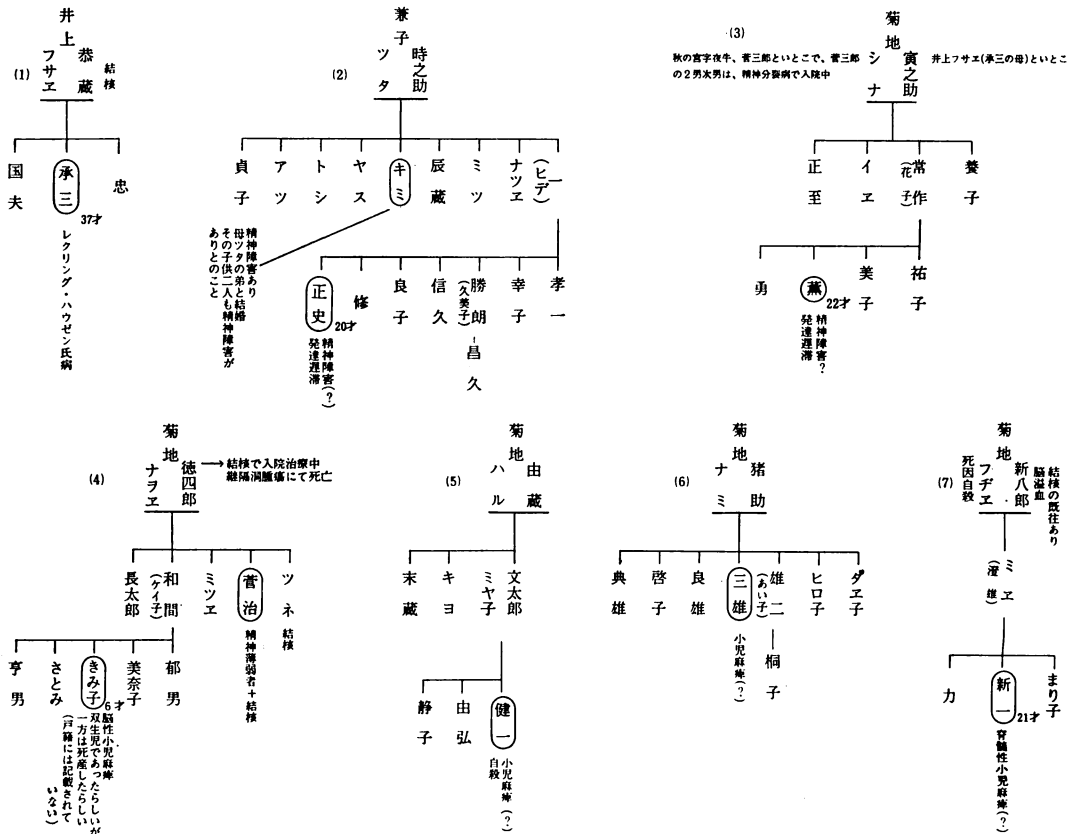 (1)
井上
恭蔵
フサヱ
結核
忠
承三
37才
レクリング・ハウゼン氏病
国夫
(2)
兼子
時之助
ツタ
一
(ヒデ)
ナツヱ
ミツ
辰蔵
キミ
精神障害あり
母ツタの弟と結婚
その子供二人も精神障害が
ありとのこと
ヤス
トシ
アツ
貞子
孝一
幸子
勝朗
(久美子)
昌久
信久
良子
修
正史
20才
精神障害(?)
発達遅滞
(3)
菊地
寅之助
シナ
秋の宮字夜牛、菅三郎といとこで、菅三郎
の2男次男は、精神分裂病で入院中
井上フサエ(承三の母)といとこ
養子
常作
(花子)
イヱ
正至
祐子
美子
薫
22才
精神障害?
発達遅滞
勇
(4)
菊地
徳四郎
ナヲヱ
結核で入院治療中
継隔洞腫瘍にて死亡
ツネ
結核
菅治
精神薄弱者+結核
ミツヱ
和間
(ケイ子)
長太郎
郁男
美奈子
きみ子
6才
脳性小児麻痺
双生児であったらしいが
一方は死産したらしい
(戸籍には記載されて
いない)
さとみ
亨男
(5)
菊地
由蔵
ハル
文太郎
ミヤ子
キヨ
末蔵
健一
小児麻痺(?)
自殺
由弘
静子
(6)
菊地
猪助
ナミ
ダヱ子
ヒロ子
雄二
(あい子)
桐子
三雄
小児麻痺(?)
良雄
啓子
典雄
(7)
菊地
新八郎
フヂヱ
結核の既往あり
脳溢血
死因自殺
ミヱ
(澄雄)
まり子
新一
21才
脊髄性小児麻痺(?)
力